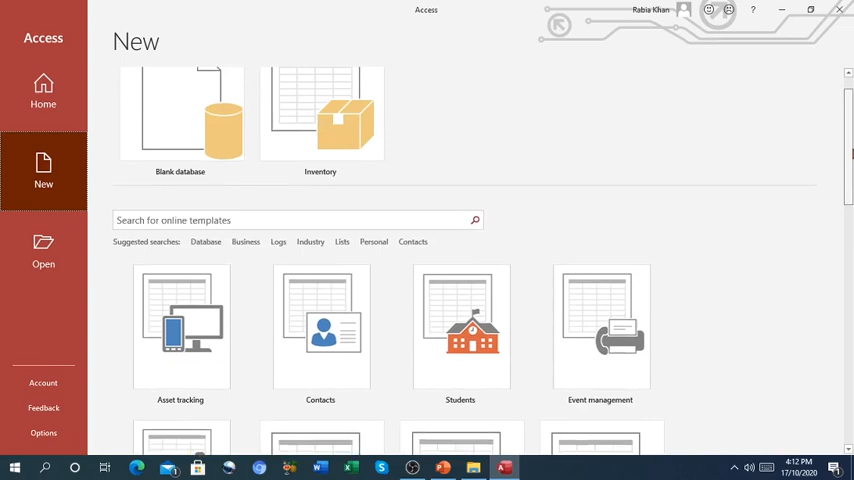 Access
Rabia Khan
?
Access
New
Home
New
Open
Blank database
Inventory
Search for online templates
Suggested searches: Database Business Logs Industry Lists Personal Contacts
Asset tracking
Contacts
Students
Event management
Account
Feedback
Options
4:12 PM
17/10/2020